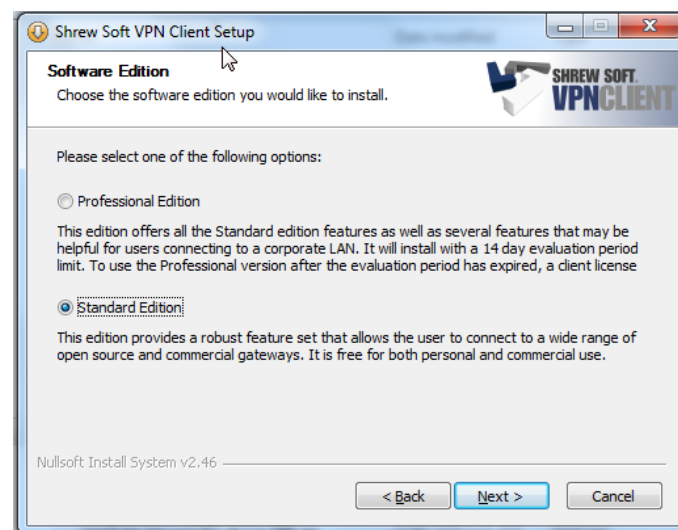 Shrew Soft VPN Client Setup
Software Edition
Choose the software edition you would like to install.
SHREW SOFT.
VPNCLIENT
Please select one of the following options:
Professional Edition
This edition offers all the Standard edition features as well as several features that may be
helpful for users connecting to a corporate LAN. It will install with a 14 day evaluation period
limit. To use the Professional version after the evaluation period has expired, a client license
Standard Edition
This edition provides a robust feature set that allows the user to connect to a wide range of
open source and commercial gateways. It is free for both personal and commercial use.
Nullsoft Install System v2.46
< Back
Next >
Cancel